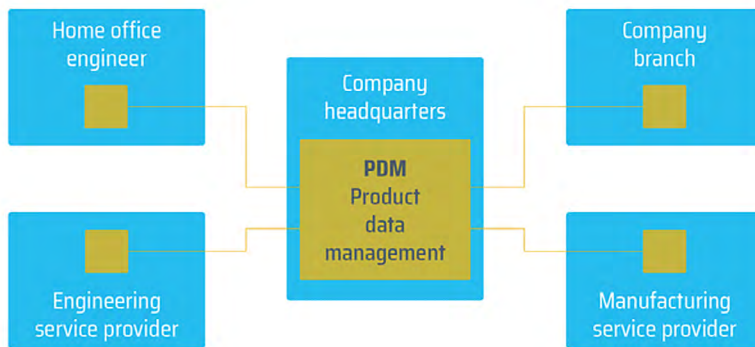 Home office
engineer
Company
headquarters
PDM
Product
data
management
Company
branch
Engineering
service provider
Manufacturing
service provider